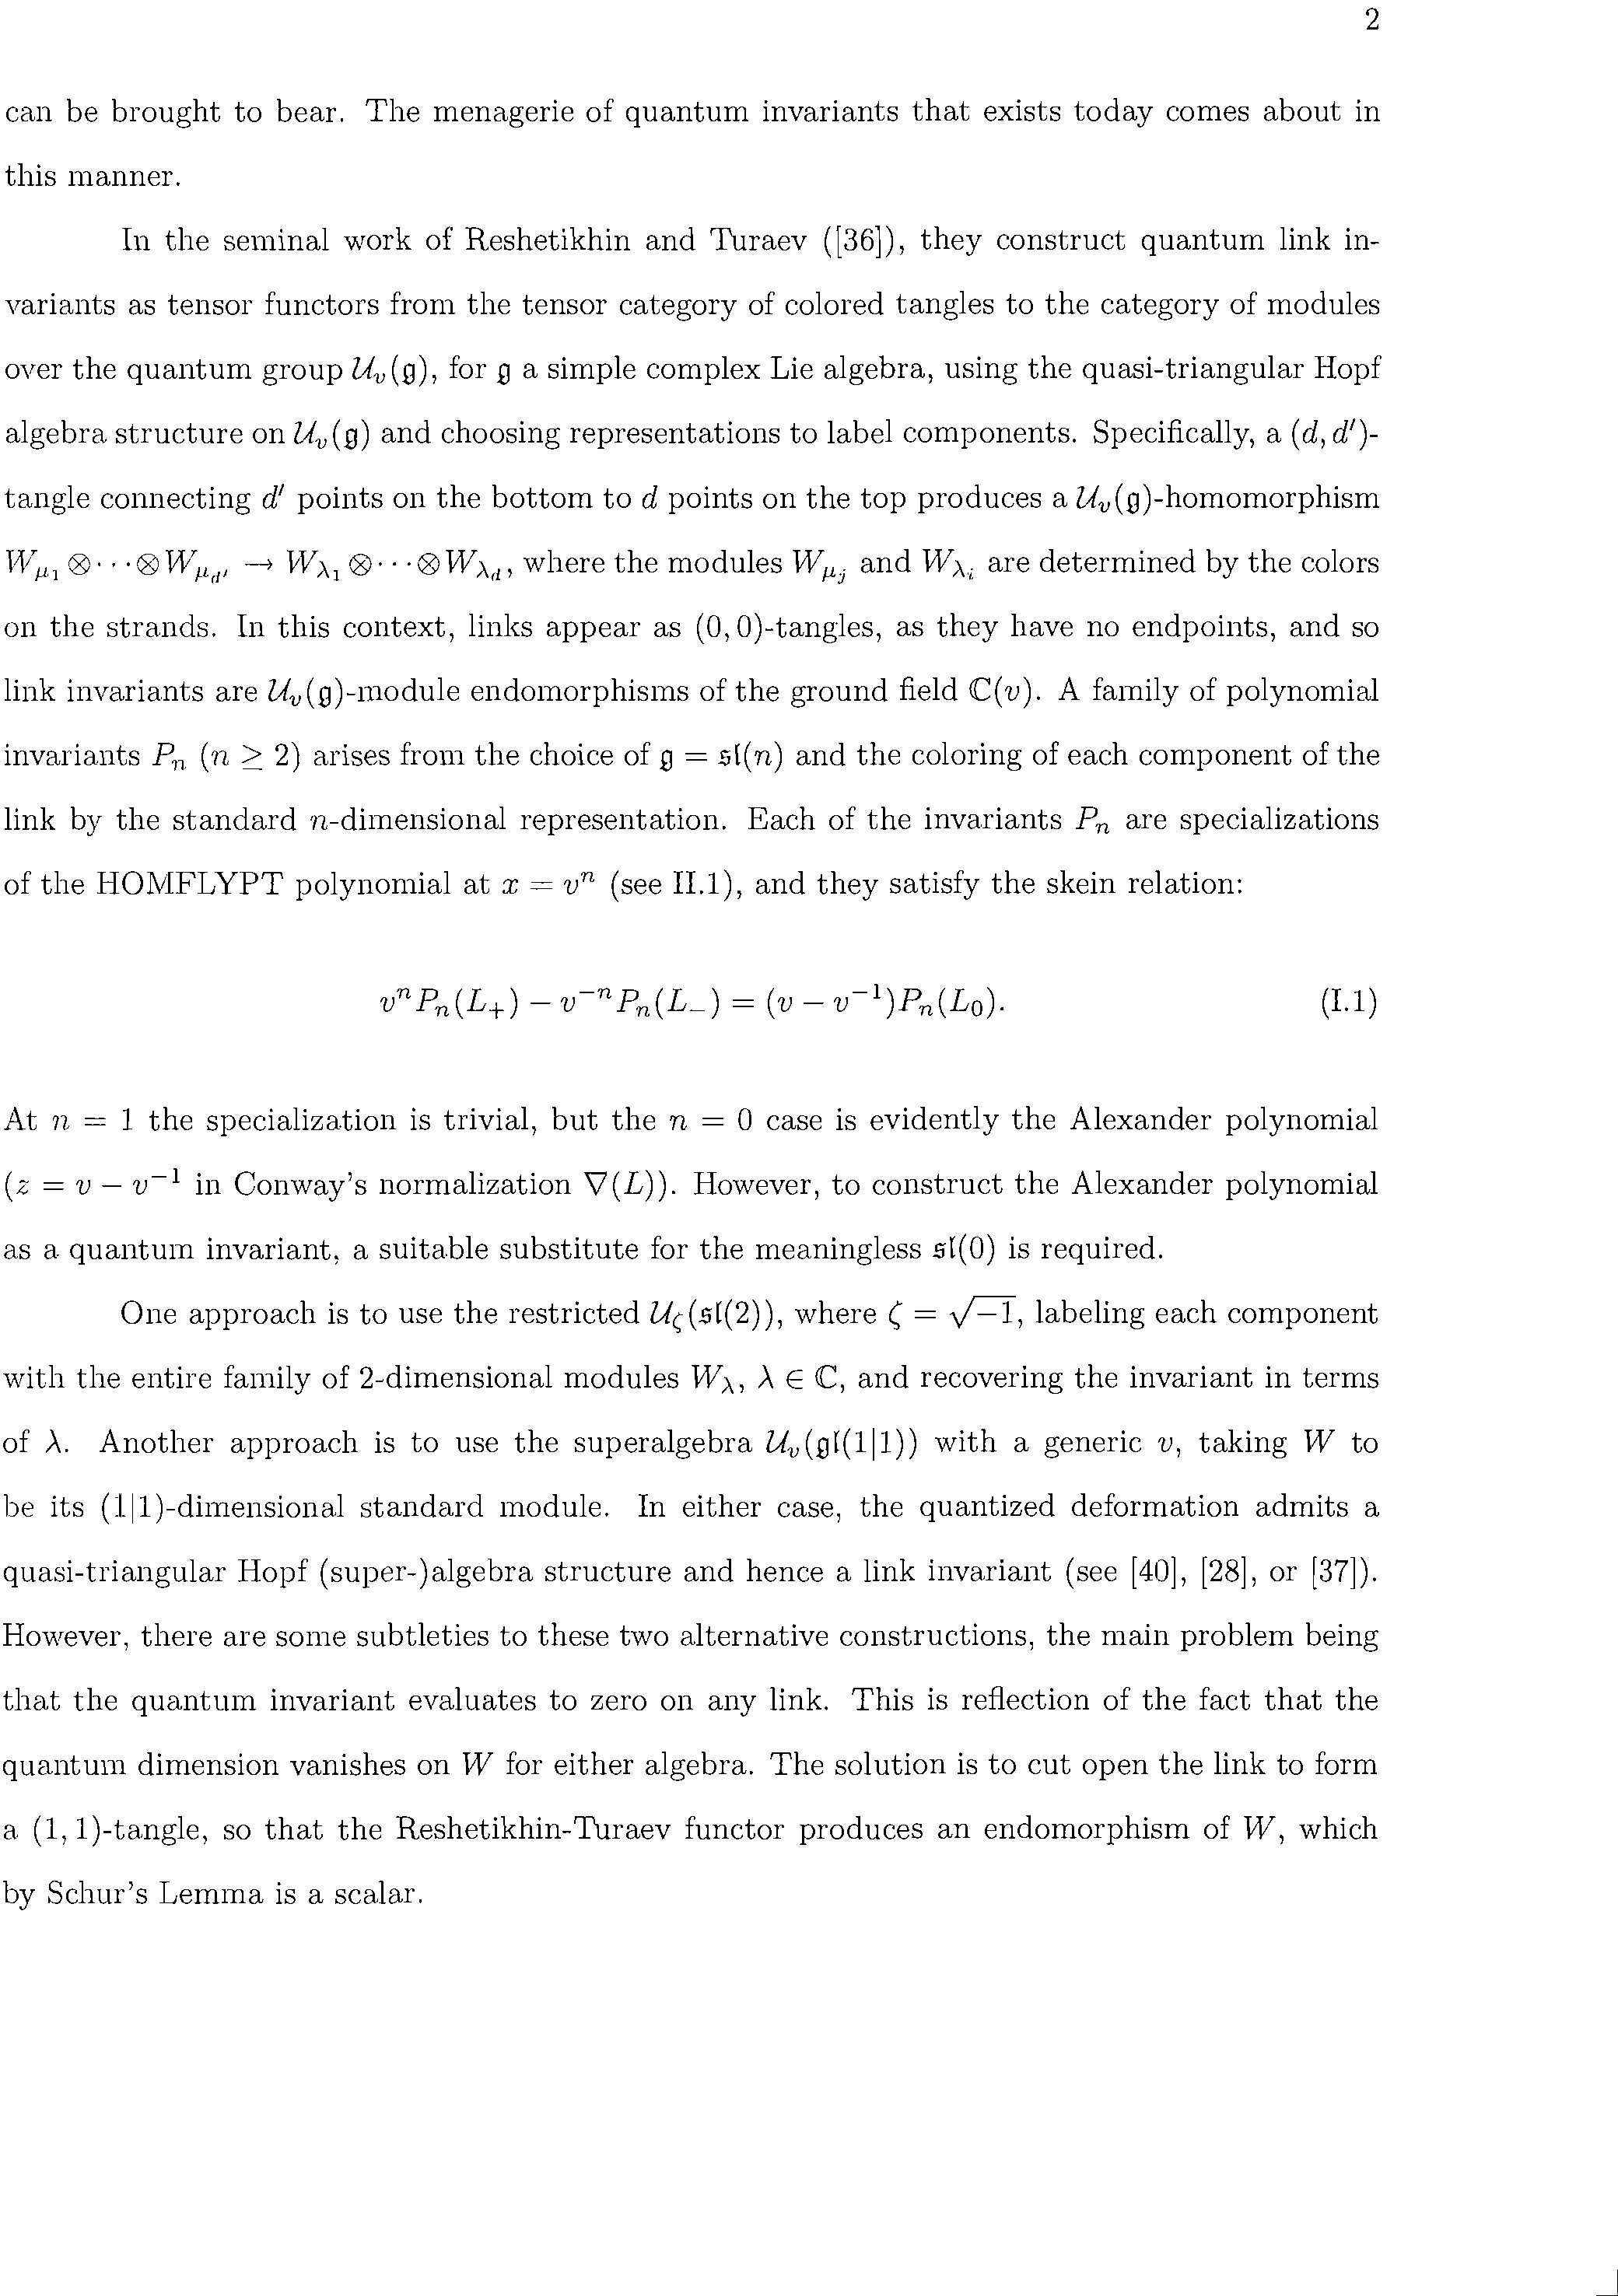 2
can be brought to bear. The menagerie of quantum invariants that exists today comes about in
this manner.
In the seminal work of Reshetikhin and Turaev ([36]), they construct quantum link in-
variants as tensor functors from the tensor category of colored tangles to the category of modules
over the quantum group 𝒰ᵥ(𝔤), for 𝔤 a simple complex Lie algebra, using the quasi-triangular Hopf
algebra structure on 𝒰ᵥ(𝔤) and choosing representations to label components. Specifically, a (d, d′)-
tangle connecting d′ points on the bottom to d points on the top produces a 𝒰ᵥ(𝔤)-homomorphism
W_{μ_1} ⊗ ··· ⊗ W_{μ_{d′}} → W_{λ_1} ⊗ ··· ⊗ W_{λ_d}, where the modules W_{μ_j} and W_{λ_i} are determined by the colors
on the strands. In this context, links appear as (0, 0)-tangles, as they have no endpoints, and so
link invariants are 𝒰ᵥ(𝔤)-module endomorphisms of the ground field ℂ(v). A family of polynomial
invariants P_n (n ≥ 2) arises from the choice of 𝔤 = 𝔰𝔩(n) and the coloring of each component of the
link by the standard n-dimensional representation. Each of the invariants P_n are specializations
of the HOMFLYPT polynomial at x = v^n (see II.1), and they satisfy the skein relation:
v^n P_n(L_+) − v^{−n} P_n(L_−) = (v − v^{−1})P_n(L_0). (I.1)
At n = 1 the specialization is trivial, but the n = 0 case is evidently the Alexander polynomial
(z = v − v^{−1} in Conway's normalization ∇(L)). However, to construct the Alexander polynomial
as a quantum invariant, a suitable substitute for the meaningless 𝔰𝔩(0) is required.
One approach is to use the restricted 𝒰_ζ(𝔰𝔩(2)), where ζ = √−1, labeling each component
with the entire family of 2-dimensional modules W_λ, λ ∈ ℂ, and recovering the invariant in terms
of λ. Another approach is to use the superalgebra 𝒰ᵥ(𝔤𝔩(1|1)) with a generic v, taking W to
be its (1|1)-dimensional standard module. In either case, the quantized deformation admits a
quasi-triangular Hopf (super-)algebra structure and hence a link invariant (see [40], [28], or [37]).
However, there are some subtleties to these two alternative constructions, the main problem being
that the quantum invariant evaluates to zero on any link. This is reflection of the fact that the
quantum dimension vanishes on W for either algebra. The solution is to cut open the link to form
a (1, 1)-tangle, so that the Reshetikhin-Turaev functor produces an endomorphism of W, which
by Schur's Lemma is a scalar.